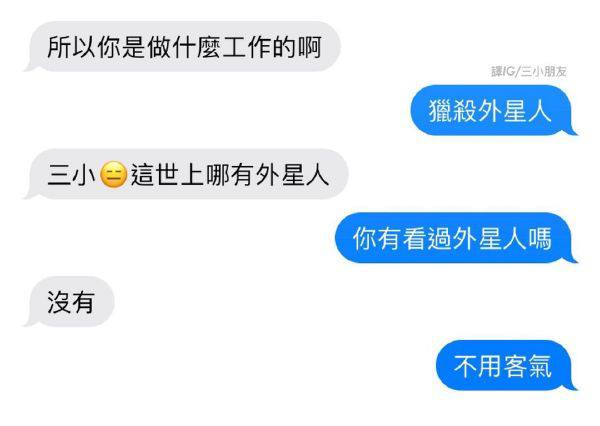 所以你是做什麼工作的啊
譯IG/三小朋友
獵殺外星人
三小😑這世上哪有外星人
你有看過外星人嗎
沒有
不用客氣